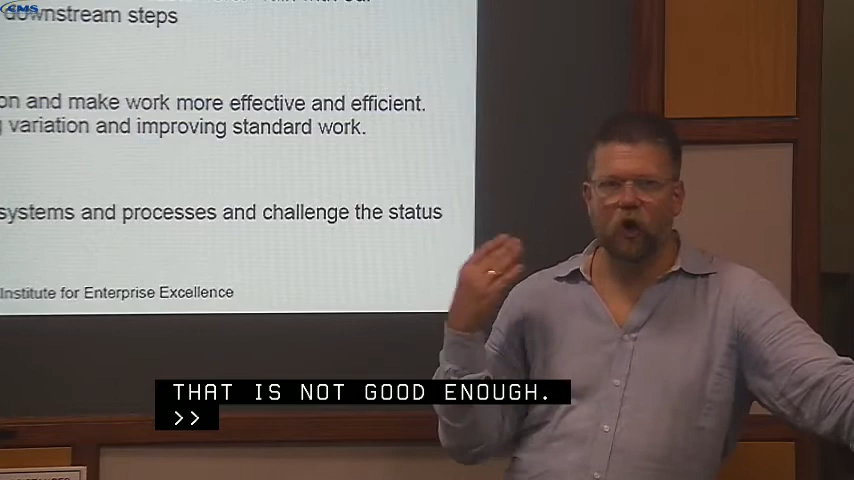 CMS
downstream steps
on and make work more effective and efficient.
variation and improving standard work.
systems and processes and challenge the status
Institute for Enterprise Excellence
THAT IS NOT GOOD ENOUGH.
>>